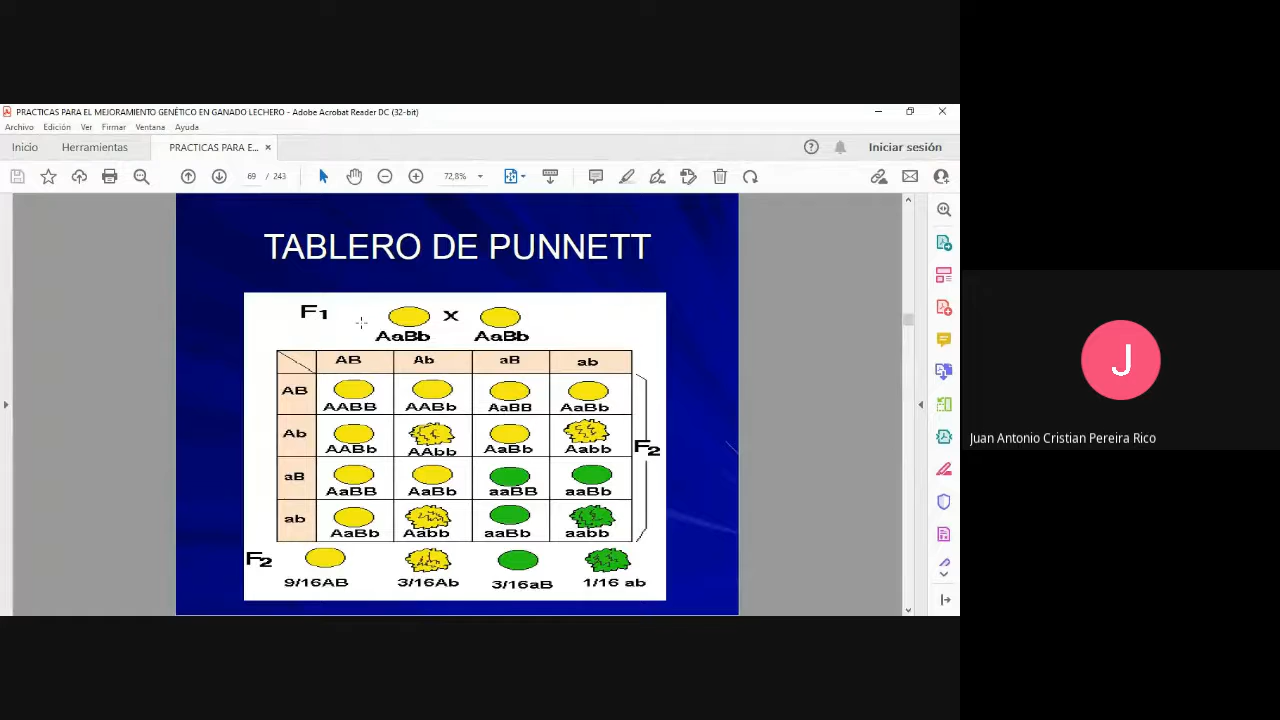 PRACTICAS PARA EL MEJORAMIENTO GENÉTICO EN GANADO LECHERO - Adobe Acrobat Reader DC (32-bit)
Archivo Edición Ver Firmar Ventana Ayuda
Inicio Herramientas PRACTICAS PARA E... × Iniciar sesión
69 / 243 72,8%
TABLERO DE PUNNETT
F1 AaBb x AaBb
AB Ab aB ab
AB AABB AABb AaBB AaBb
Ab AABb AAbb AaBb Aabb
F2
aB AaBB AaBb aaBB aaBb
ab AaBb Aabb aaBb aabb
F2 9/16AB 3/16Ab 3/16aB 1/16 ab
J
Juan Antonio Cristian Pereira Rico